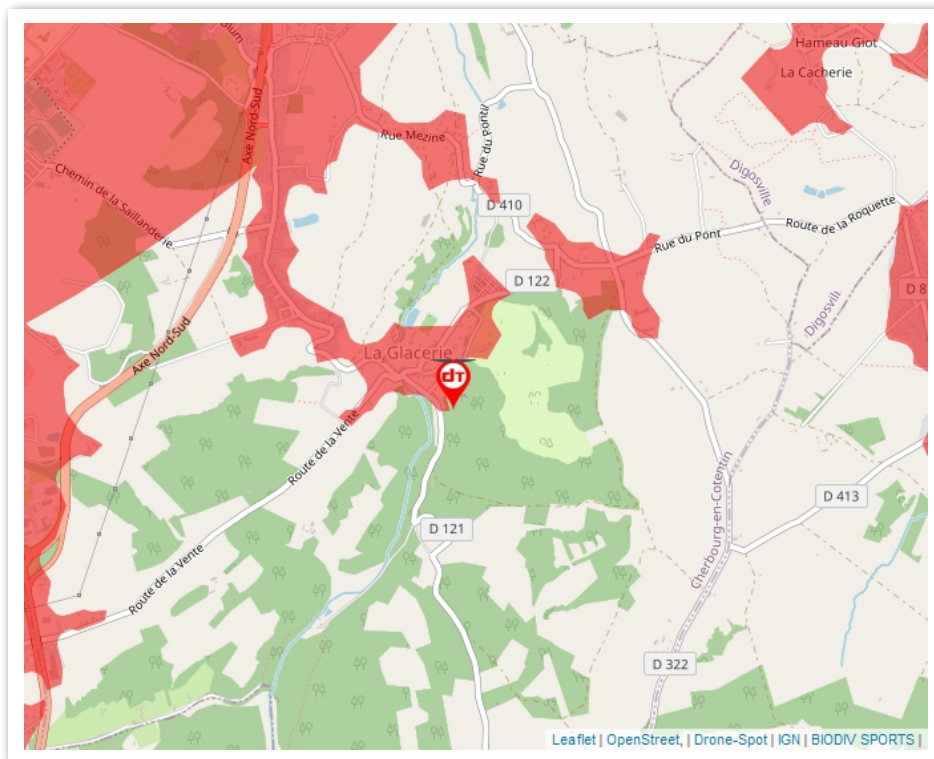 Blum
Axe Nord-Sud
Hameau Giot
La Cacherie
Rue Mezine
Rue du Pontil
Chemin de la Saillanderie
Digosville
D 410
Route de la Roquette
Rue du Pont
D 122
D 8
Digosvill
Axe Nord-Sud
La Glacerie
dT
Route de la Vente
Cherbourg-en-Cotentin
D 413
D 121
Route de la Vente
D 322
Leaflet | OpenStreet, | Drone-Spot | IGN | BIODIV SPORTS |